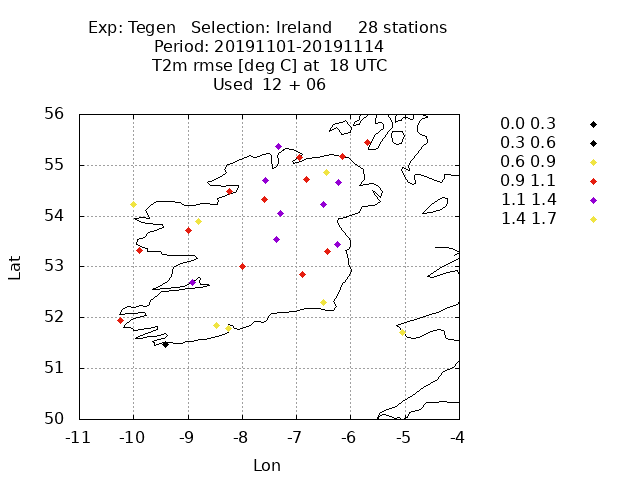 Exp: Tegen   Selection: Ireland     28 stations
Period: 20191101-20191114
T2m rmse [deg C] at  18 UTC
Used  12 + 06
56
55
54
53
52
51
50
-11 -10 -9 -8 -7 -6 -5 -4
Lat
Lon
0.0 0.3
0.3 0.6
0.6 0.9
0.9 1.1
1.1 1.4
1.4 1.7